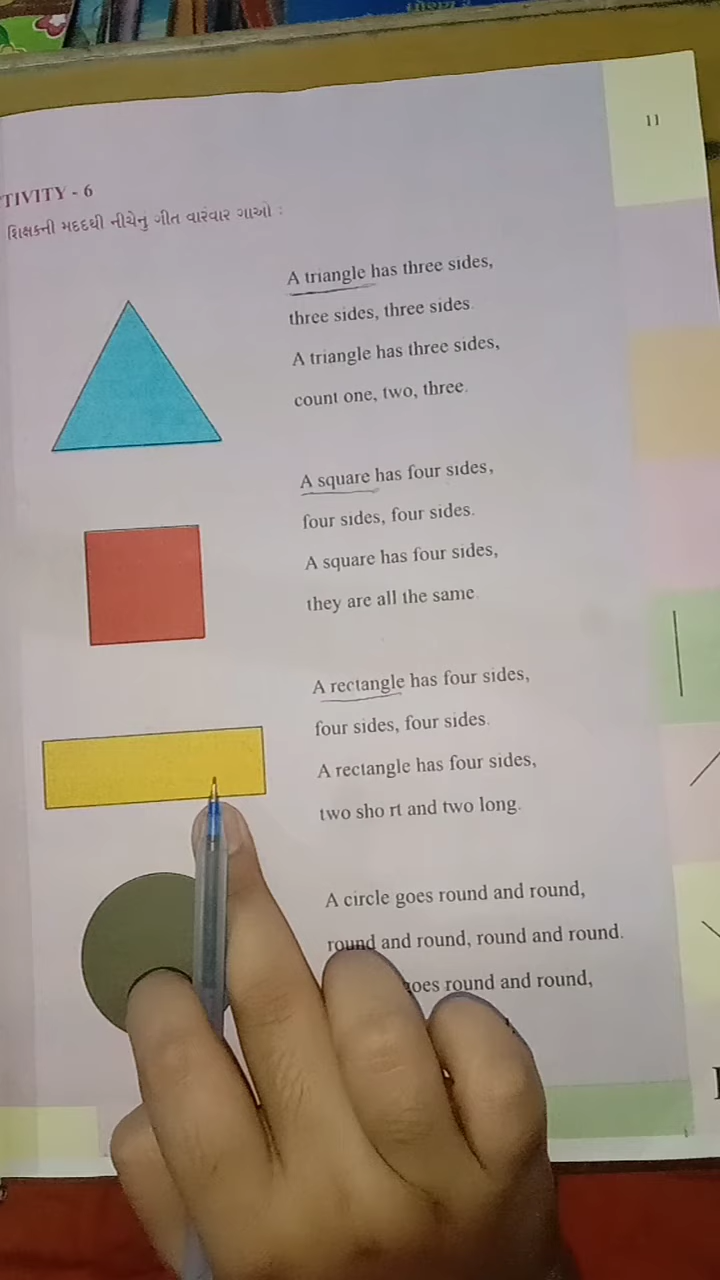 11
TIVITY - 6
શિક્ષકની મદદથી નીચેનું ગીત વારંવાર ગાઓ :
A triangle has three sides,
three sides, three sides.
A triangle has three sides,
count one, two, three.
A square has four sides,
four sides, four sides.
A square has four sides,
they are all the same.
A rectangle has four sides,
four sides, four sides.
A rectangle has four sides,
two sho rt and two long.
A circle goes round and round,
round and round, round and round.
goes round and round,